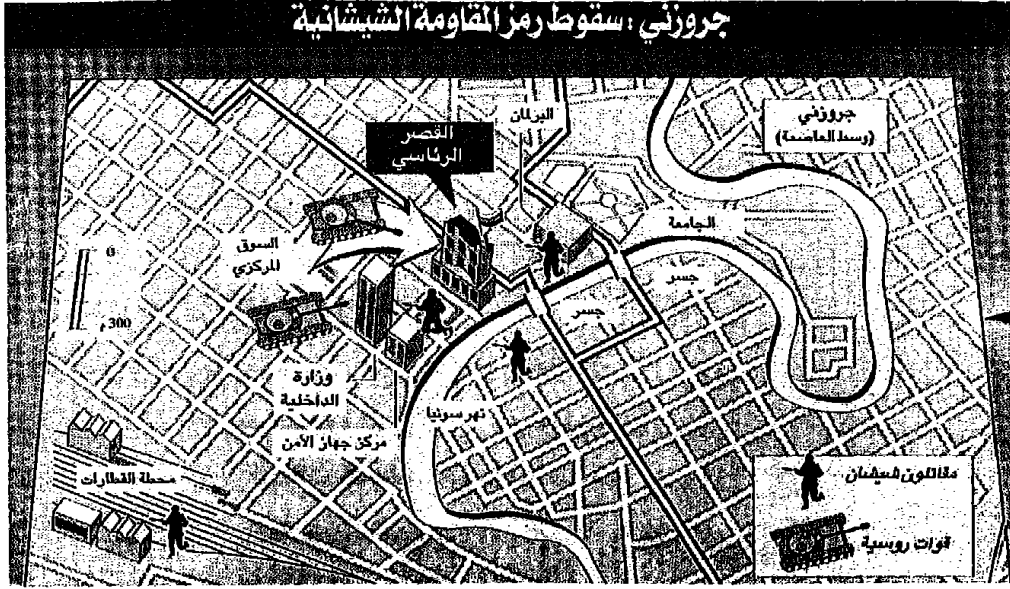 جروزني : سقوط رمز المقاومة الشيشانية
البرلمان
القصر
الرئاسي
جروزني
(وسط العاصمة)
الجامعة
السوق
المركزي
0
300م
جسر
جسر
وزارة
الداخلية
نهر سونيا
مركز جهاز الأمن
محطة القطارات
مقاتلون شيشان
قوات روسية